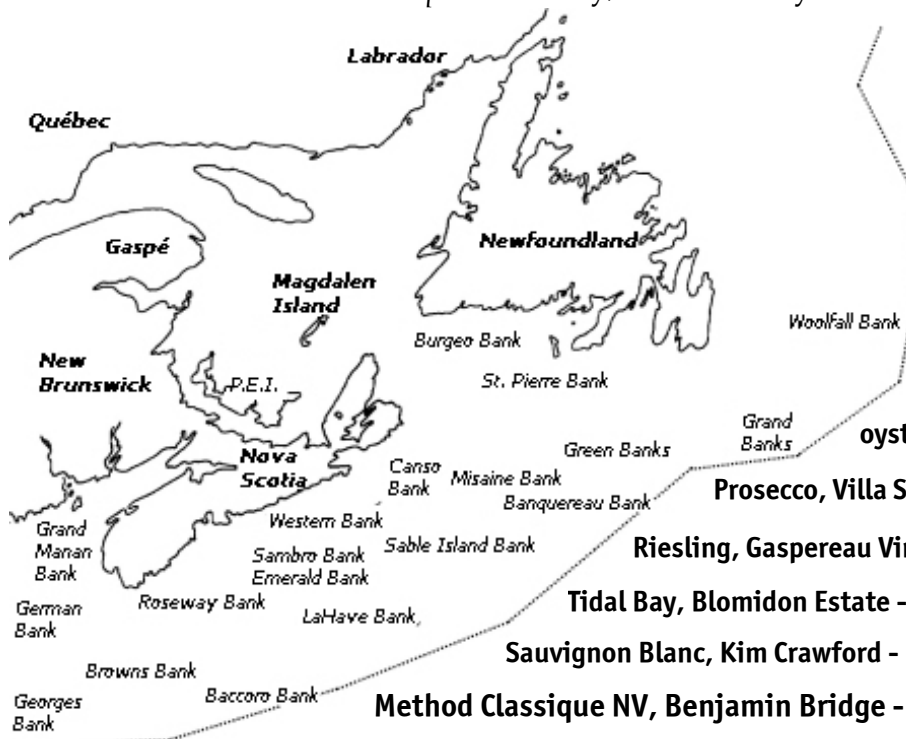 Labrador
Québec
Gaspé
Newfoundland
Magdalen
Island
Woolfall Bank
Burgeo Bank
New
Brunswick
P.E.I.
St. Pierre Bank
Grand
Banks
Nova
Scotia
Canso
Bank
Green Banks
Misaine Bank
Banquereau Bank
Western Bank
Grand
Manan
Bank
Sambro Bank
Emerald Bank
Sable Island Bank
German
Bank
Roseway Bank
LaHave Bank
Browns Bank
Georges
Bank
Baccoro Bank
Prosecco, Villa
Riesling, Gaspereau
Tidal Bay, Blomidon Estate -
Sauvignon Blanc, Kim Crawford -
Method Classique NV, Benjamin Bridge -